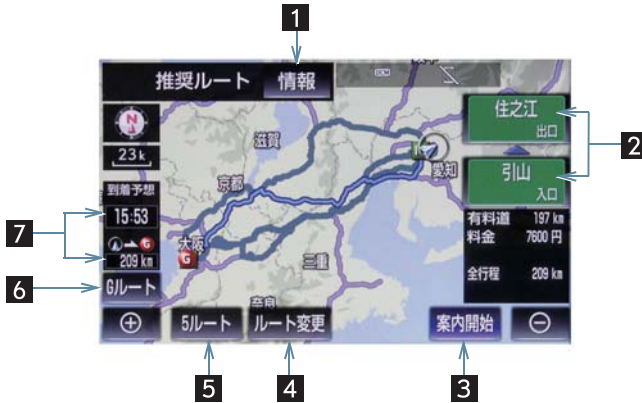 1
推奨ルート 情報
DCM
N
23k
到着予想
15:53
G
209 km
Gルート
滋賀
京都
大阪
G
三重
奈良
愛知
住之江
出口
引山
入口
有料道 197 km
料金 7600 円
全行程 209 km
5ルート ルート変更 案内開始
2
7
6
5
4
3